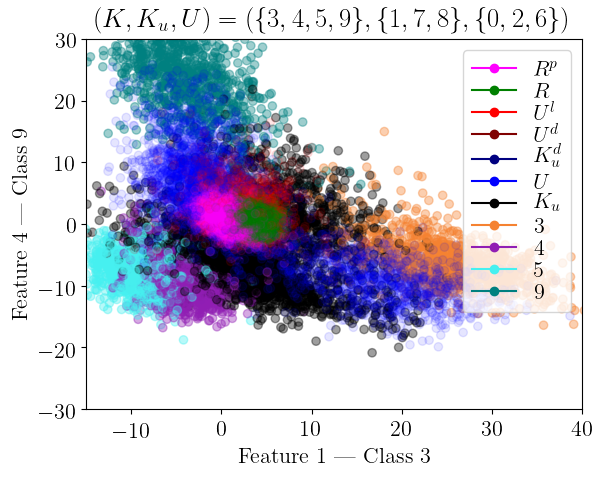 (K, K_u, U) = ({3, 4, 5, 9}, {1, 7, 8}, {0, 2, 6})
30
20
10
0
−10
−20
−30
Feature 4 — Class 9
R^p
R
U^l
U^d
K_u^d
U
K_u
3
4
5
9
−10 0 10 20 30 40
Feature 1 — Class 3